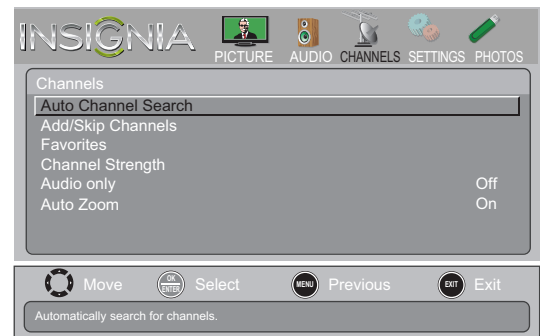 INSIGNIA
PICTURE AUDIO CHANNELS SETTINGS PHOTOS
Channels
Auto Channel Search
Add/Skip Channels
Favorites
Channel Strength
Audio only Off
Auto Zoom On
Move OK ENTER Select MENU Previous EXIT Exit
Automatically search for channels.